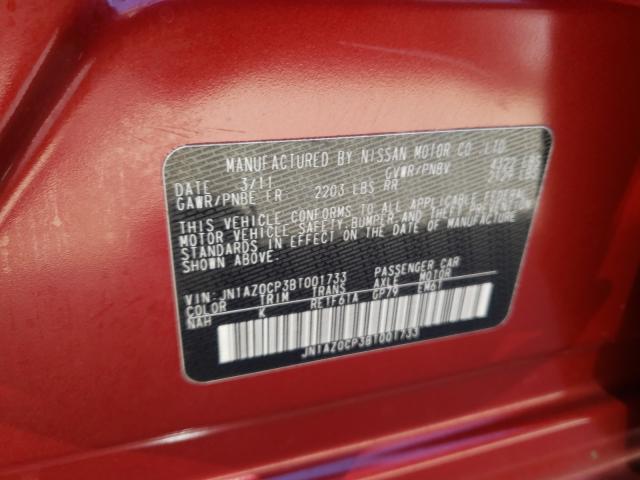 MANUFACTURED BY NISSAN MOTOR CO., LTD.
DATE 3/11 GVWR/PNBV
GAWR/PNBE FR 2203 LBS RR
THIS VEHICLE CONFORMS TO ALL APPLICABLE FEDERAL
MOTOR VEHICLE SAFETY, BUMPER, AND THEFT PREVENTION
STANDARDS IN EFFECT ON THE DATE OF MANUFACTURE
SHOWN ABOVE.
VIN: JN1AZ0CP3BT001733 PASSENGER CAR
COLOR TRIM TRANS AXLE MOTOR
NAH K RE1F61A GP79 EM61
JN1AZ0CP3BT001733